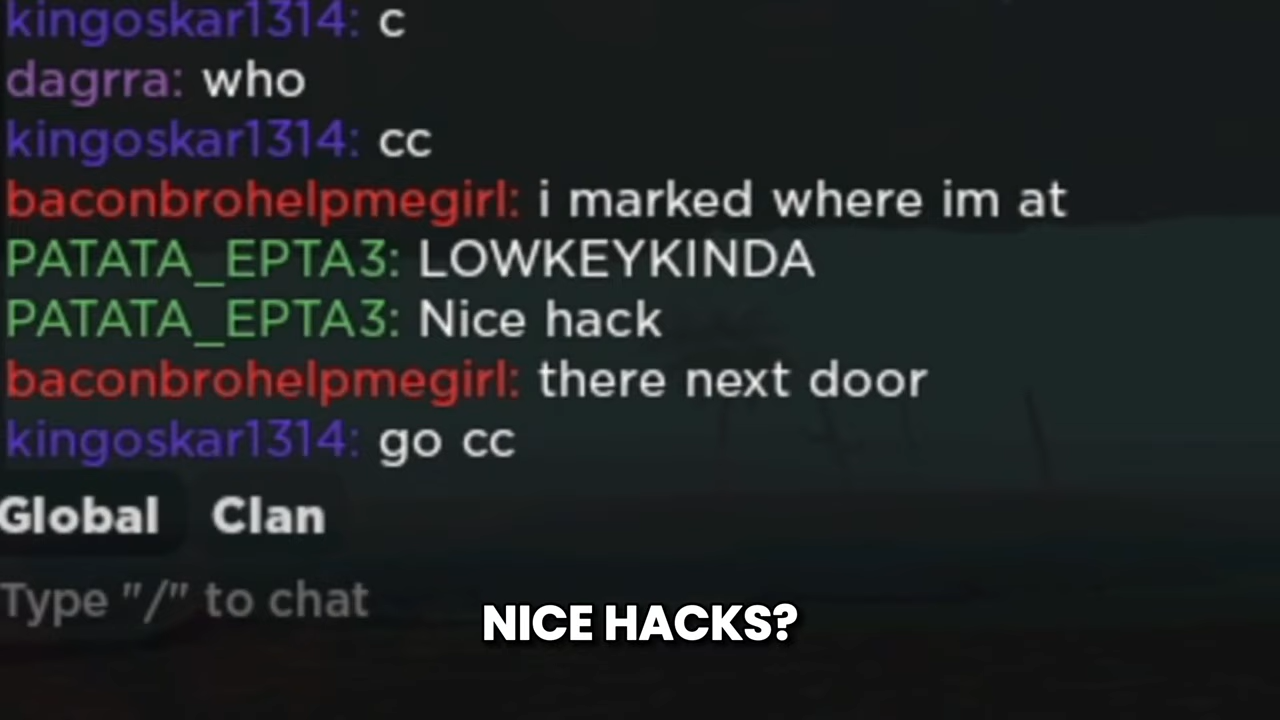 kingoskar1314: c
dagrra: who
kingoskar1314: cc
baconbrohelpmegirl: i marked where im at
PATATA_EPTA3: LOWKEYKINDA
PATATA_EPTA3: Nice hack
baconbrohelpmegirl: there next door
kingoskar1314: go cc
Global Clan
Type "/" to chat
NICE HACKS?